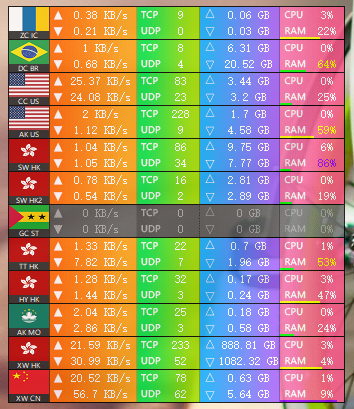 ▲ 0.38 KB/s TCP 9 △ 0.06 GB CPU 3%
ZC IC ▼ 0.21 KB/s UDP 0 ▽ 0.03 GB RAM 22%
▲ 1 KB/s TCP 8 △ 6.31 GB CPU 0%
DC BR ▼ 0.68 KB/s UDP 4 ▽ 20.52 GB RAM 64%
▲ 25.37 KB/s TCP 83 △ 3.44 GB CPU 0%
CC US ▼ 24.08 KB/s UDP 23 ▽ 3.2 GB RAM 25%
▲ 2 KB/s TCP 228 △ 1.7 GB CPU 0%
AK US ▼ 1.12 KB/s UDP 9 ▽ 4.58 GB RAM 59%
▲ 1.04 KB/s TCP 86 △ 9.75 GB CPU 6%
SW HK ▼ 1.05 KB/s UDP 34 ▽ 7.77 GB RAM 86%
▲ 0.78 KB/s TCP 16 △ 2.81 GB CPU 0%
SW HK2 ▼ 0.54 KB/s UDP 2 ▽ 2.89 GB RAM 19%
▲ 0 KB/s TCP 0 △ 0 GB CPU 0%
GC ST ▼ 0 KB/s UDP 0 ▽ 0 GB RAM 0%
▲ 1.33 KB/s TCP 22 △ 0.7 GB CPU 1%
TT HK ▼ 7.82 KB/s UDP 7 ▽ 1.96 GB RAM 53%
▲ 1.28 KB/s TCP 32 △ 0.17 GB CPU 3%
HY HK ▼ 1.44 KB/s UDP 3 ▽ 0.24 GB RAM 47%
▲ 2.04 KB/s TCP 25 △ 0.18 GB CPU 0%
AK MO ▼ 2.86 KB/s UDP 3 ▽ 0.58 GB RAM 24%
▲ 21.59 KB/s TCP 233 △ 888.81 GB CPU 3%
XW HK ▼ 30.99 KB/s UDP 52 ▽ 1082.32 GB RAM 4%
▲ 20.52 KB/s TCP 78 △ 0.63 GB CPU 1%
XW CN ▼ 56.7 KB/s UDP 62 ▽ 5.64 GB RAM 9%